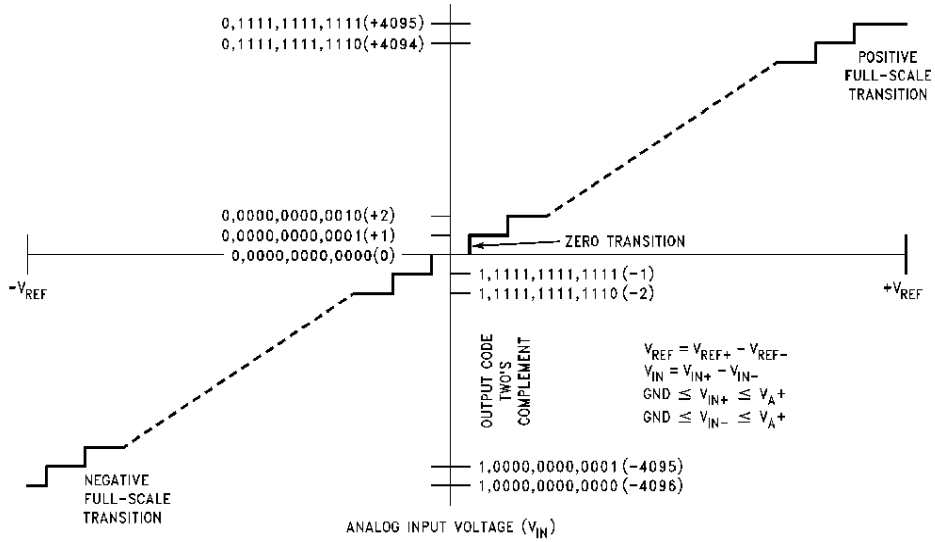 0,1111,1111,1111(+4095)
0,1111,1111,1110(+4094)
POSITIVE
FULL-SCALE
TRANSITION
0,0000,0000,0010(+2)
0,0000,0000,0001(+1)
ZERO TRANSITION
0,0000,0000,0000(0)
1,1111,1111,1111(-1)
1,1111,1111,1110(-2)
-VREF
+VREF
OUTPUT CODE
TWO'S
COMPLEMENT
VREF = VREF+ - VREF-
VIN = VIN+ - VIN-
GND ≤ VIN+ ≤ VA+
GND ≤ VIN- ≤ VA+
1,0000,0000,0001(-4095)
1,0000,0000,0000(-4096)
NEGATIVE
FULL-SCALE
TRANSITION
ANALOG INPUT VOLTAGE (VIN)